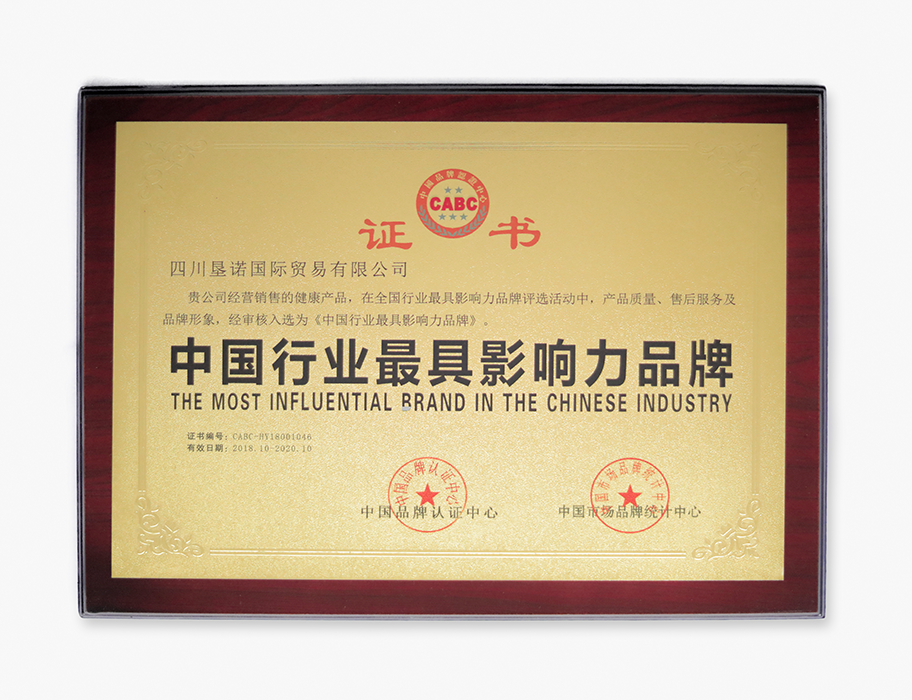 中国品牌认证中心
CABC
证书
四川垦诺国际贸易有限公司
贵公司经营销售的健康产品，在全国行业最具影响力品牌评选活动中，产品质量、售后服务及
品牌形象，经审核入选为《中国行业最具影响力品牌》。
中国行业最具影响力品牌
THE MOST INFLUENTIAL BRAND IN THE CHINESE INDUSTRY
证书编号：CABC-HY18001046
有效日期：2018.10-2020.10
中国品牌认证中心
中国品牌认证中心
中国市场品牌统计中心
中国市场品牌统计中心